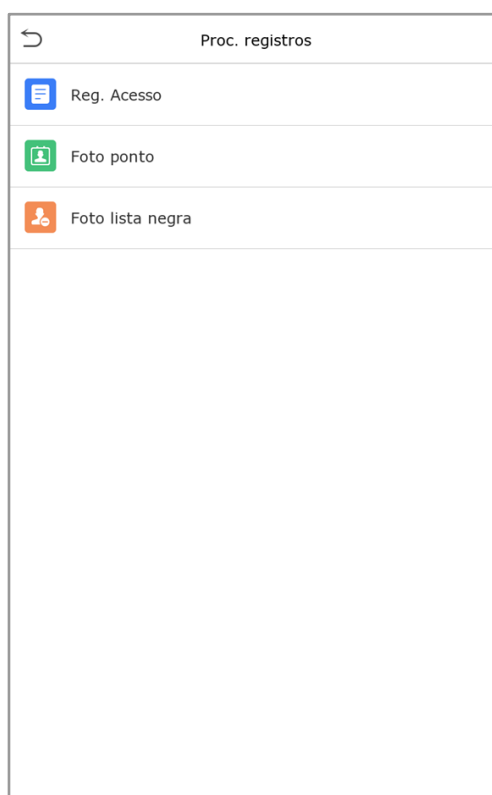 Proc. registros
Reg. Acesso
Foto ponto
Foto lista negra